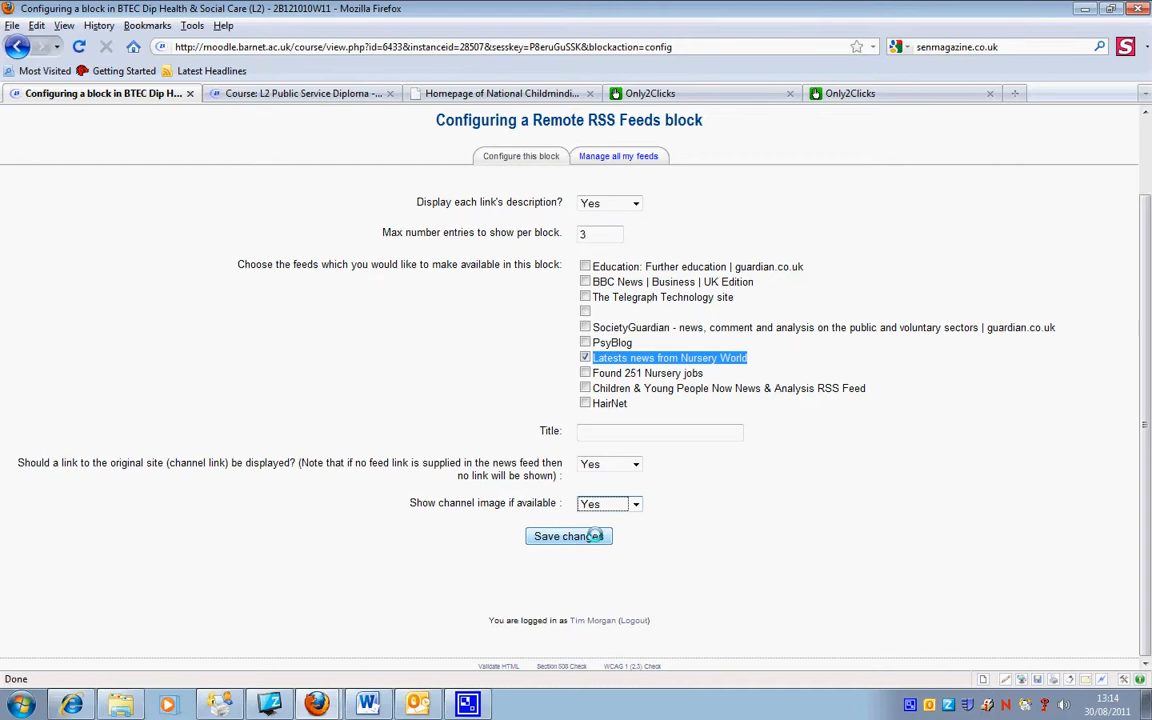 Configuring a block in BTEC Dip Health & Social Care (L2) - 2B121010W11 - Mozilla Firefox
File Edit View History Bookmarks Tools Help
http://moodle.barnet.ac.uk/course/view.php?id=6433&instanceid=28507&sesskey=P8eruGuSSK&blockaction=config
senmagazine.co.uk
Most Visited Getting Started Latest Headlines
Configuring a block in BTEC Dip H... Course: L2 Public Service Diploma -... Homepage of National Childmindi... Only2Clicks Only2Clicks
Configuring a Remote RSS Feeds block
Configure this block Manage all my feeds
Display each link's description? Yes
Max number entries to show per block. 3
Choose the feeds which you would like to make available in this block:
Education: Further education | guardian.co.uk
BBC News | Business | UK Edition
The Telegraph Technology site
SocietyGuardian - news, comment and analysis on the public and voluntary sectors | guardian.co.uk
PsyBlog
Latests news from Nursery World
Found 251 Nursery jobs
Children & Young People Now News & Analysis RSS Feed
HairNet
Title:
Should a link to the original site (channel link) be displayed? (Note that if no feed link is supplied in the news feed then Yes
no link will be shown) :
Show channel image if available : Yes
Save changes
You are logged in as Tim Morgan (Logout)
Validate HTML Section 508 Check WCAG 1 (2,3) Check
Done
13:14
30/08/2011